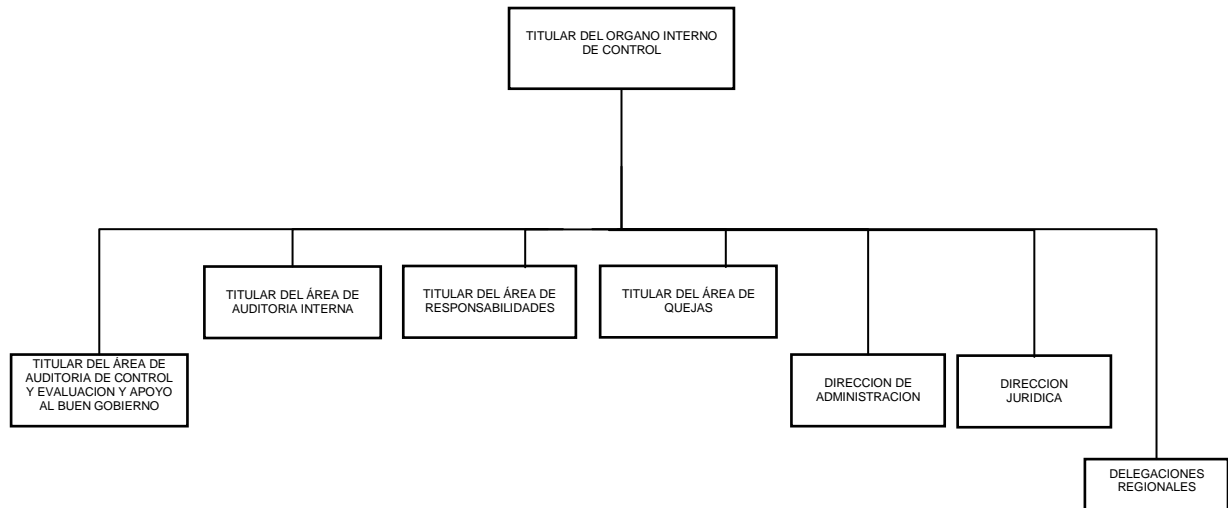 TITULAR DEL ORGANO INTERNO
DE CONTROL
TITULAR DEL ÁREA DE
AUDITORIA INTERNA
TITULAR DEL ÁREA DE
RESPONSABILIDADES
TITULAR DEL ÁREA DE
QUEJAS
TITULAR DEL ÁREA DE
AUDITORIA DE CONTROL
Y EVALUACION Y APOYO
AL BUEN GOBIERNO
DIRECCION DE
ADMINISTRACION
DIRECCION
JURIDICA
DELEGACIONES
REGIONALES